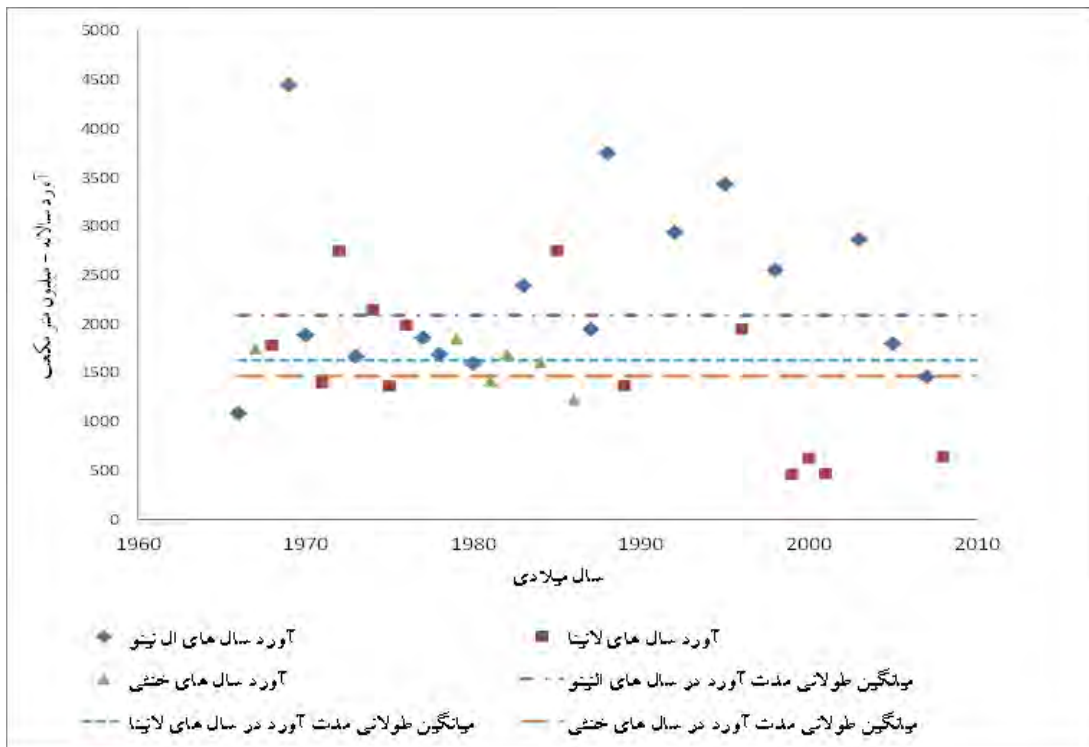 5000
4500
4000
3500
3000
2500
2000
1500
1000
500
0
آورد سالانه - میلیون متر مکعب
1960 1970 1980 1990 2000 2010
سال میلادی
آورد سال های ال نینو
آورد سال های لانینا
آورد سال های خنثی
میانگین طولانی مدت آورد در سال های النینو
میانگین طولانی مدت آورد در سال های لانینا
میانگین طولانی مدت آورد در سال های خنثی